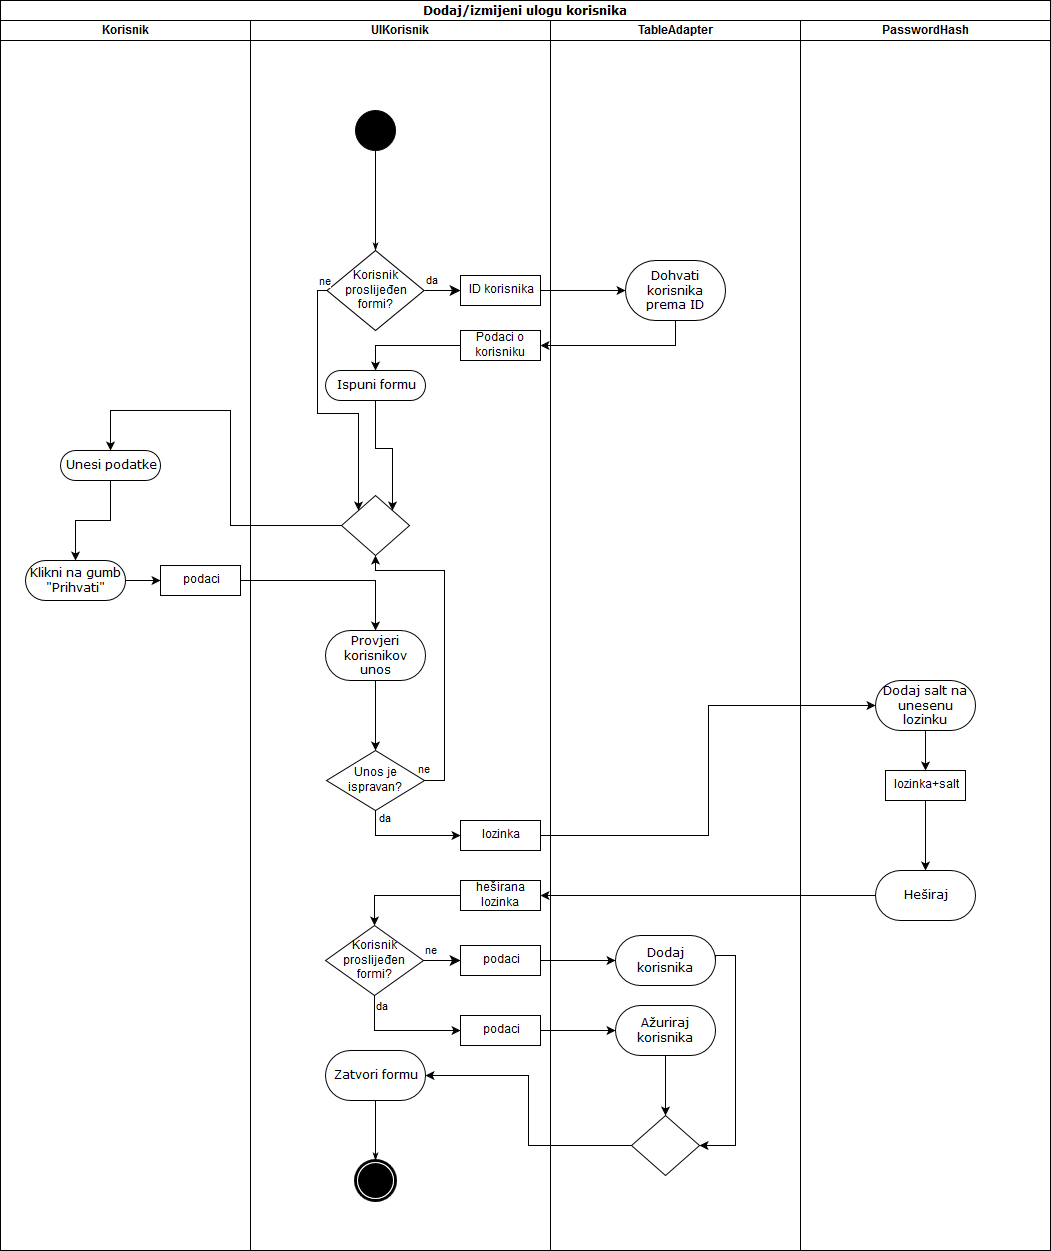 Dodaj/izmijeni ulogu korisnika
Korisnik
UIKorisnik
TableAdapter
PasswordHash
Korisnik
proslijeđen
formi?
ne
da
ID korisnika
Dohvati
korisnika
prema ID
Podaci o
korisniku
Ispuni formu
Unesi podatke
Klikni na gumb
"Prihvati"
podaci
Provjeri
korisnikov
unos
Unos je
ispravan?
ne
da
lozinka
Dodaj salt na
unesenu
lozinku
lozinka+salt
Heširaj
heširana
lozinka
Korisnik
proslijeđen
formi?
ne
podaci
Dodaj
korisnika
da
podaci
Ažuriraj
korisnika
Zatvori formu